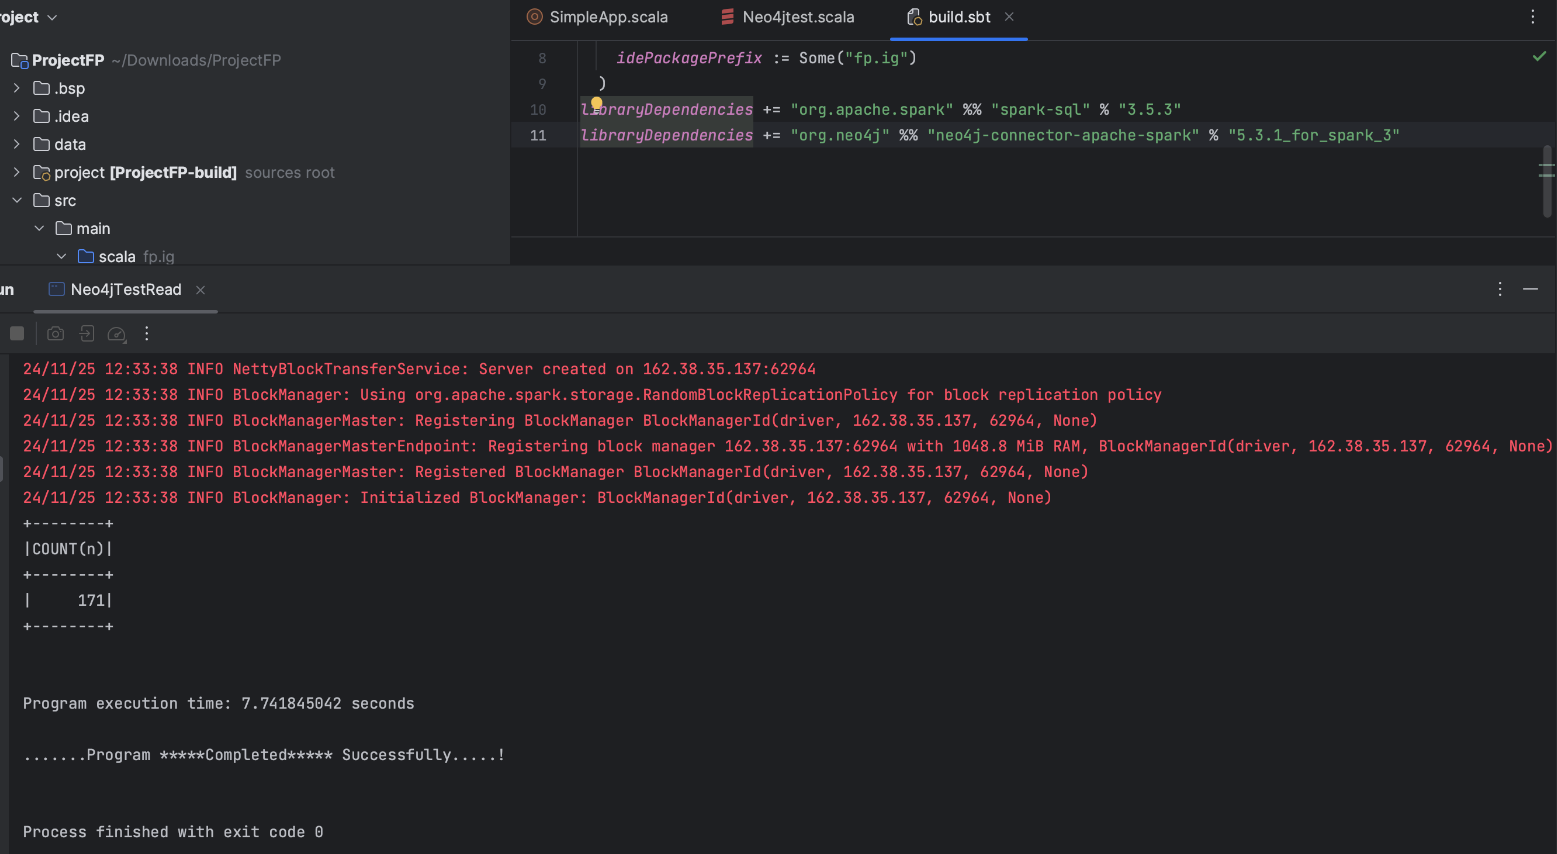 roject
ProjectFP ~/Downloads/ProjectFP
.bsp
.idea
data
project [ProjectFP-build] sources root
src
main
scala fp.ig
SimpleApp.scala Neo4jtest.scala build.sbt
8 idePackagePrefix := Some("fp.ig")
9 )
10 libraryDependencies += "org.apache.spark" %% "spark-sql" % "3.5.3"
11 libraryDependencies += "org.neo4j" %% "neo4j-connector-apache-spark" % "5.3.1_for_spark_3"
un Neo4jTestRead
24/11/25 12:33:38 INFO NettyBlockTransferService: Server created on 162.38.35.137:62964
24/11/25 12:33:38 INFO BlockManager: Using org.apache.spark.storage.RandomBlockReplicationPolicy for block replication policy
24/11/25 12:33:38 INFO BlockManagerMaster: Registering BlockManager BlockManagerId(driver, 162.38.35.137, 62964, None)
24/11/25 12:33:38 INFO BlockManagerMasterEndpoint: Registering block manager 162.38.35.137:62964 with 1048.8 MiB RAM, BlockManagerId(driver, 162.38.35.137, 62964, None)
24/11/25 12:33:38 INFO BlockManagerMaster: Registered BlockManager BlockManagerId(driver, 162.38.35.137, 62964, None)
24/11/25 12:33:38 INFO BlockManager: Initialized BlockManager: BlockManagerId(driver, 162.38.35.137, 62964, None)
+--------+
|COUNT(n)|
+--------+
|     171|
+--------+
Program execution time: 7.741845042 seconds
.......Program *****Completed***** Successfully.....!
Process finished with exit code 0